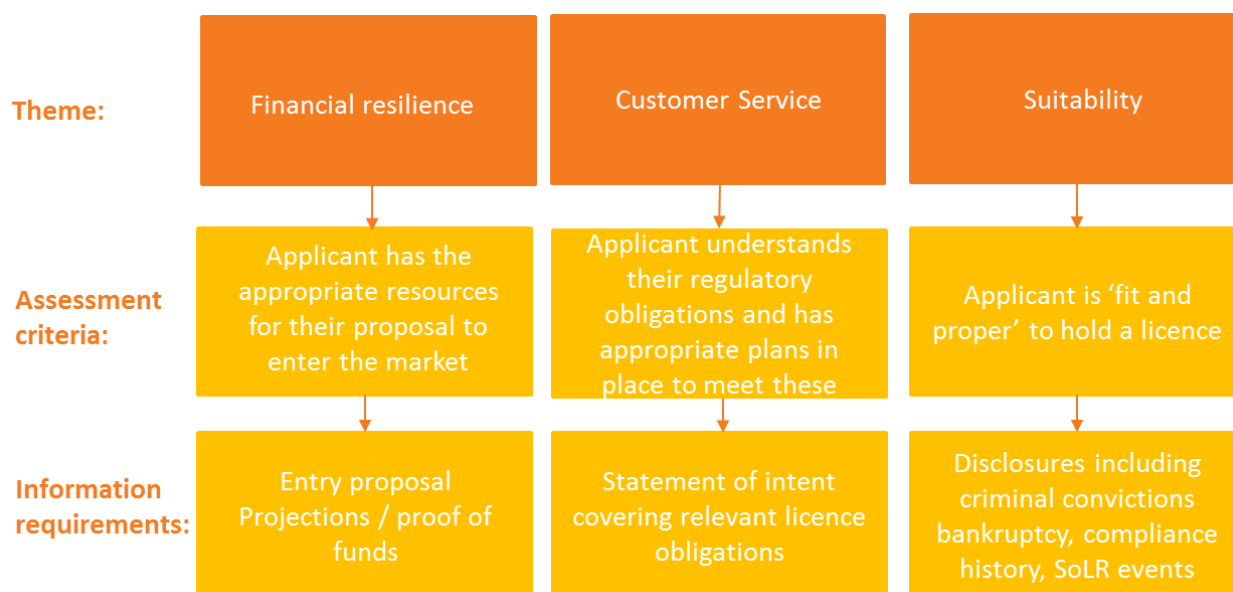 Theme:
Financial resilience
Customer Service
Suitability
Assessment
criteria:
Applicant has the
appropriate resources
for their proposal to
enter the market
Applicant understands
their regulatory
obligations and has
appropriate plans in
place to meet these
Applicant is ‘fit and
proper’ to hold a licence
Information
requirements:
Entry proposal
Projections / proof of
funds
Statement of intent
covering relevant licence
obligations
Disclosures including
criminal convictions
bankruptcy, compliance
history, SoLR events